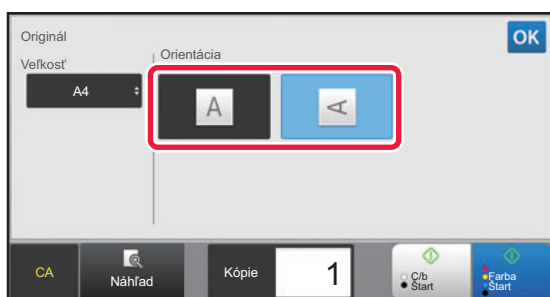 Originál
OK
Veľkosť
Orientácia
A4
A
A
CA
Náhľad
Kópie
1
Č/b
Štart
Farba
Štart